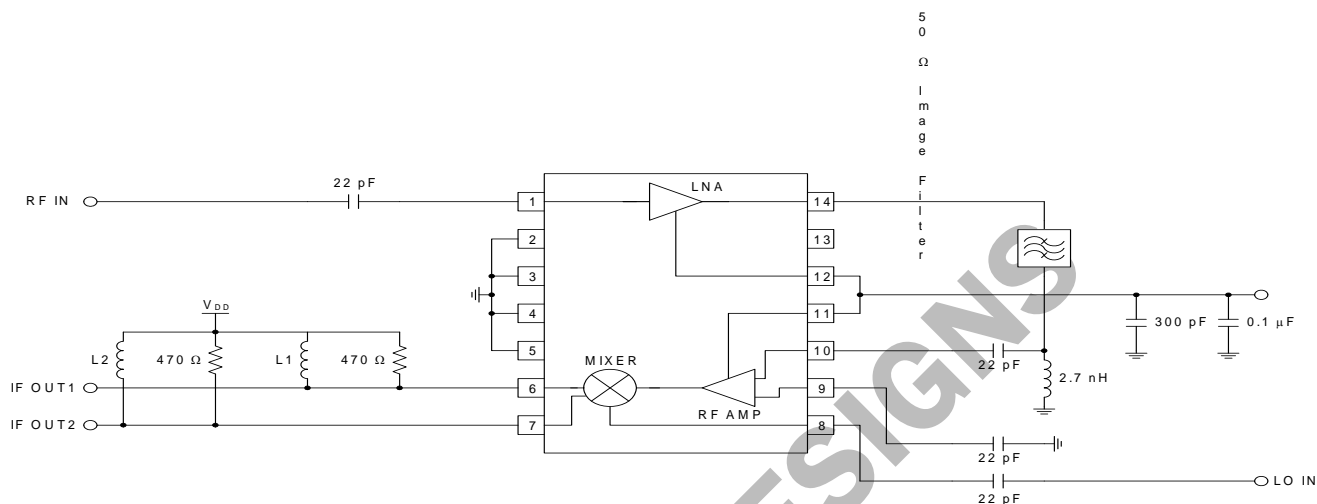 50 Ω Image Filter
RF IN
22 pF
1
2
3
4
5
6
7
LNA
14
13
12
11
10
9
8
MIXER
RF AMP
VDD
L2
470 Ω
L1
470 Ω
IF OUT1
IF OUT2
300 pF
0.1 µF
22 pF
2.7 nH
22 pF
22 pF
LO IN
ESIGNS